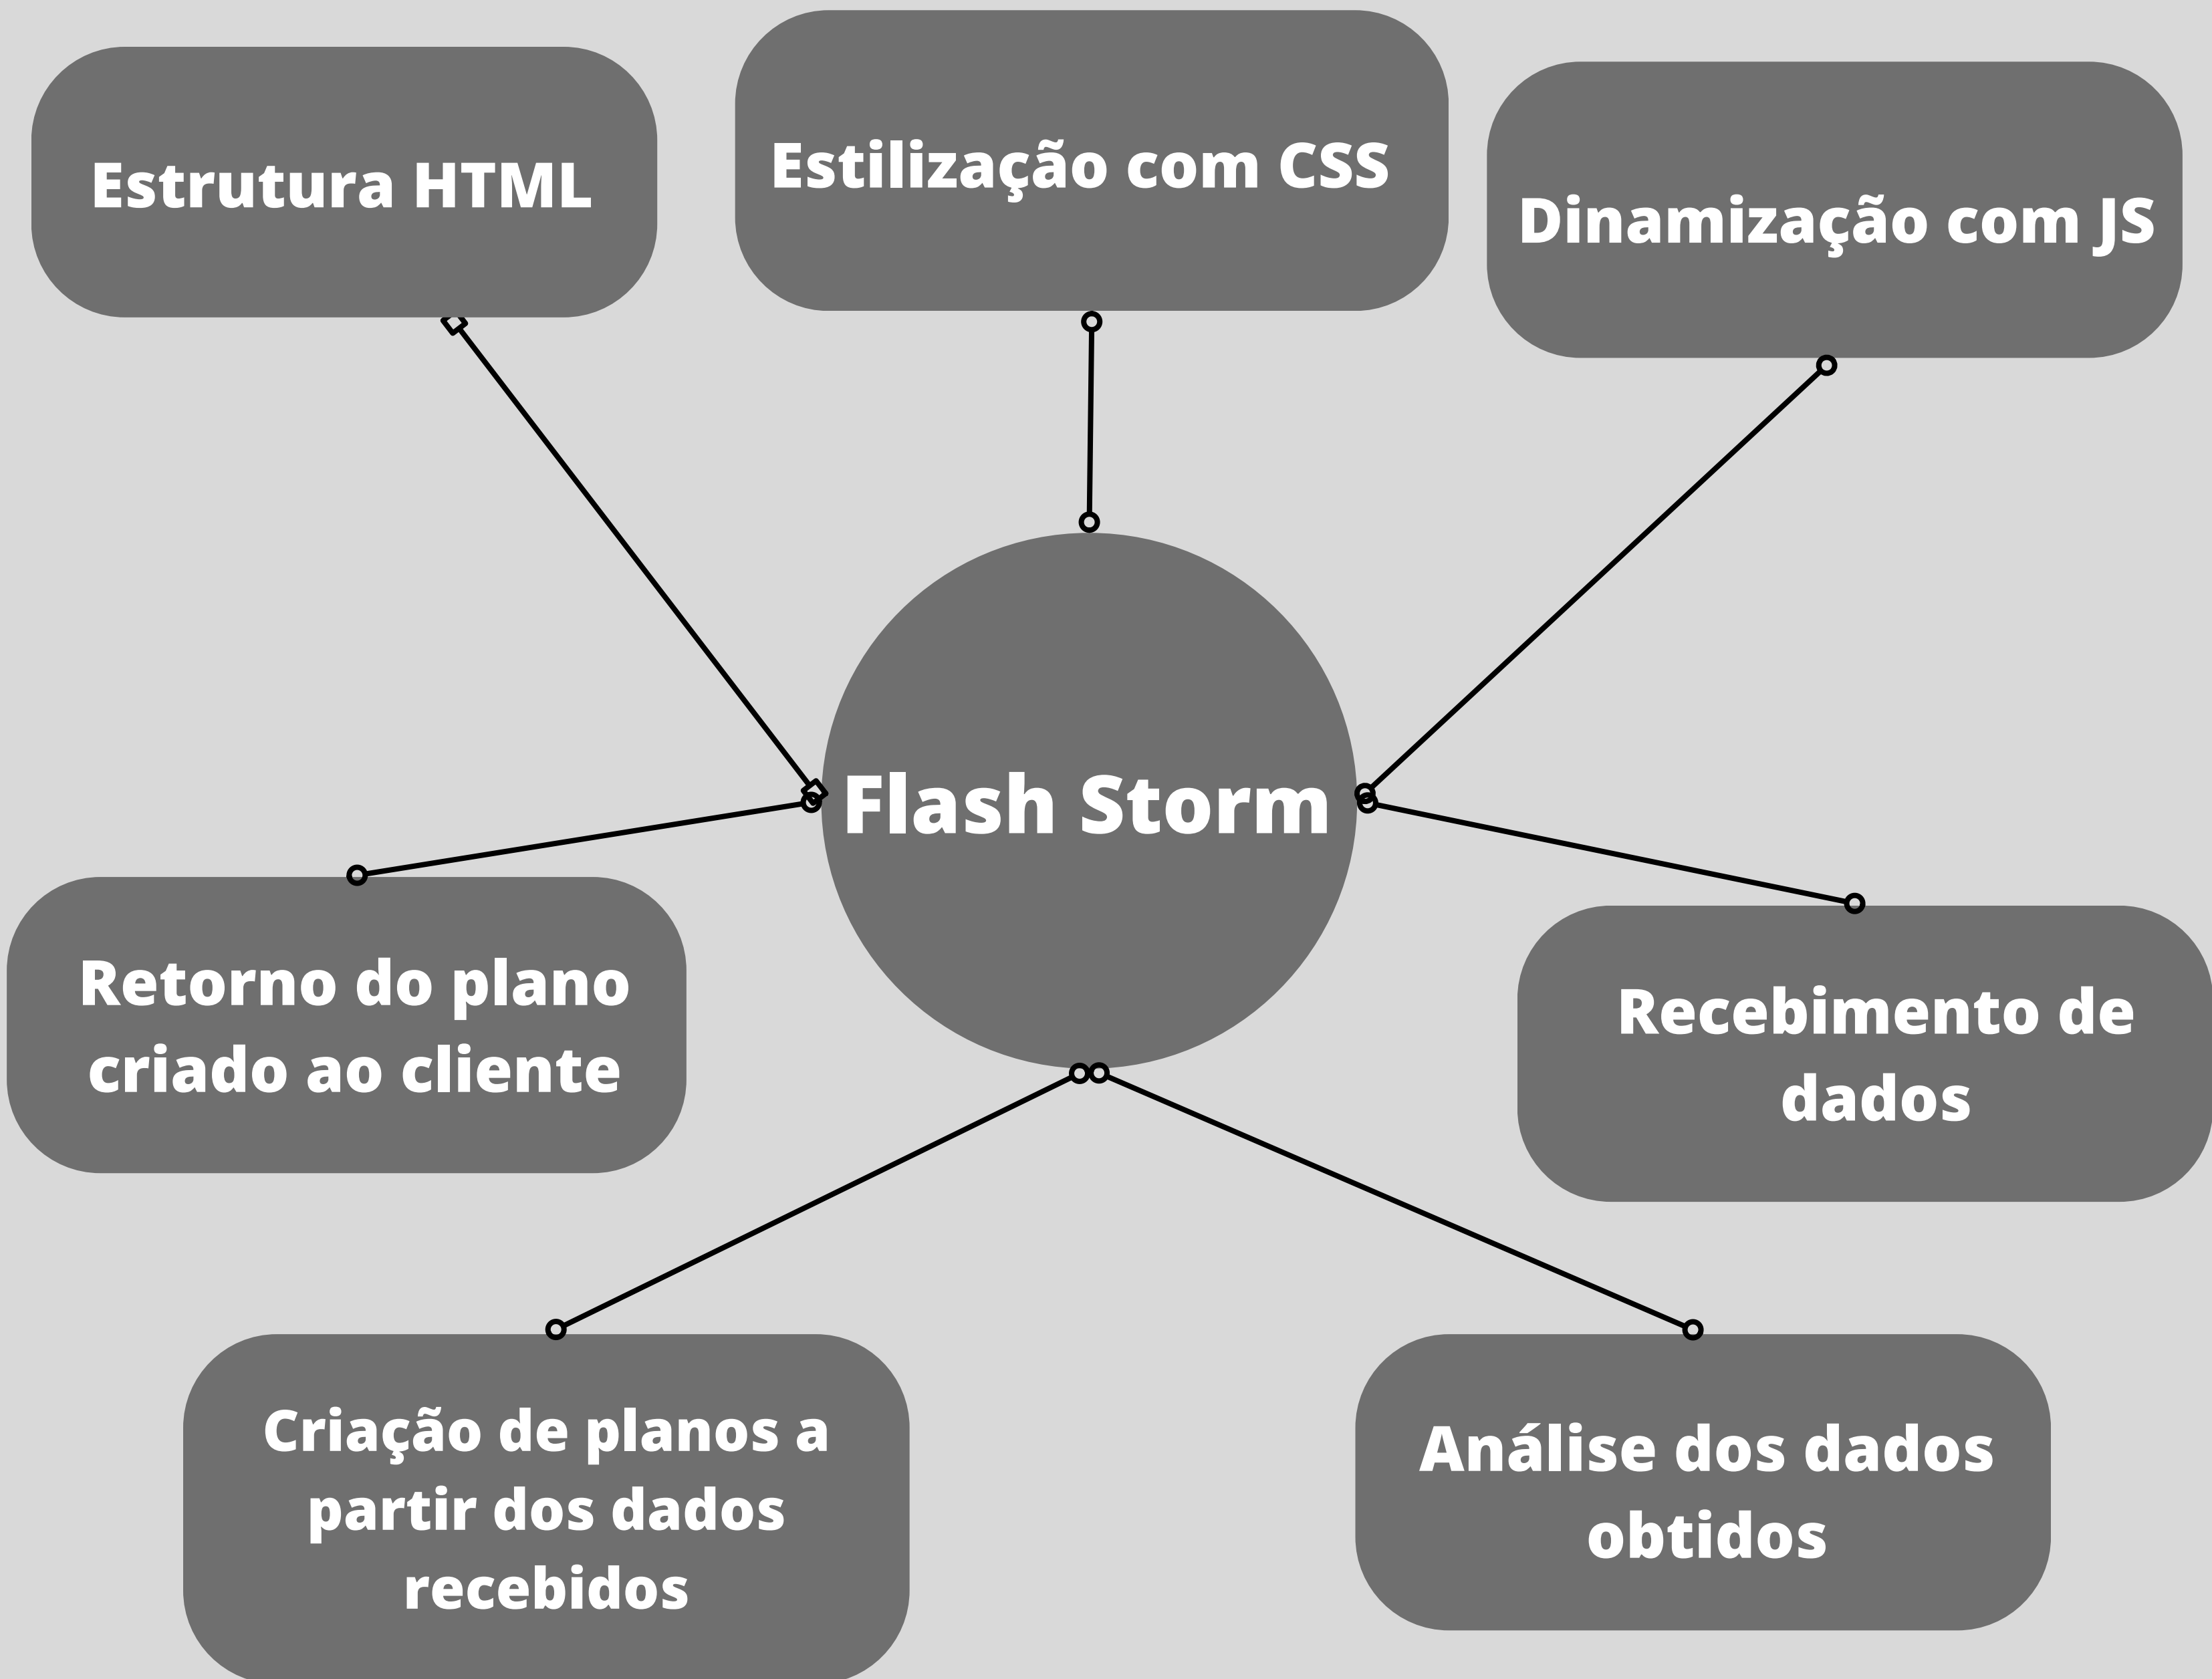 Estrutura HTML
Estilização com CSS
Dinamização com JS
Flash Storm
Retorno do plano
criado ao cliente
Recebimento de
dados
Criação de planos a
partir dos dados
recebidos
Análise dos dados
obtidos